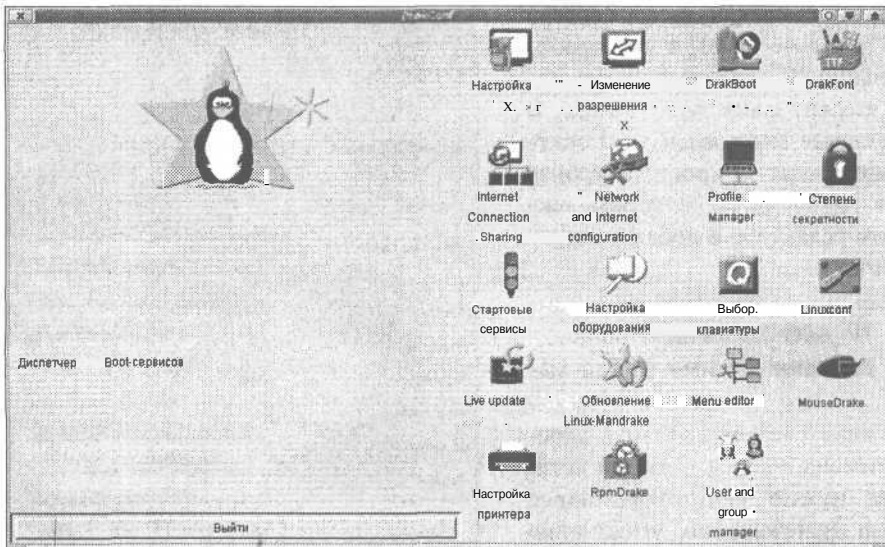 Настройка
X
Изменение
разрешения
X
DrakBoot
DrakFont
Internet
Connection
Sharing
Network
and Internet
configuration
Profile
Manager
Степень
секретности
Стартовые
сервисы
Настройка
оборудования
Выбор
клавиатуры
Linuxconf
Диспетчер Boot-сервисов
Live update
Обновление
Linux-Mandrake
Menu editor
MouseDrake
Настройка
принтера
RpmDrake
User and
group
manager
Выйти